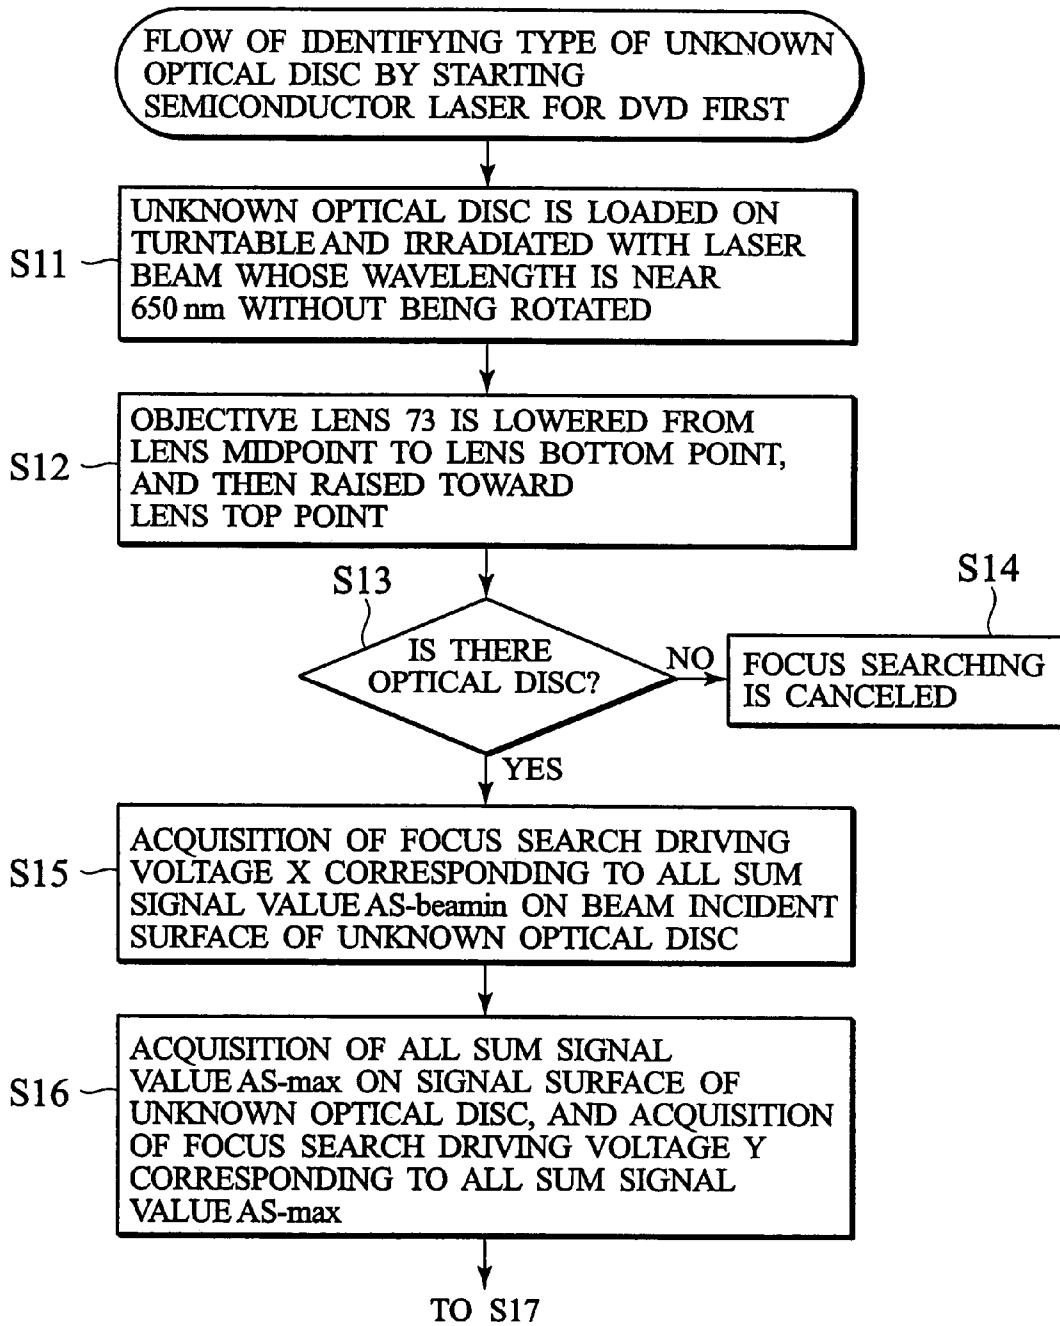 FLOW OF IDENTIFYING TYPE OF UNKNOWN
OPTICAL DISC BY STARTING
SEMICONDUCTOR LASER FOR DVD FIRST
S11
UNKNOWN OPTICAL DISC IS LOADED ON
TURNTABLE AND IRRADIATED WITH LASER
BEAM WHOSE WAVELENGTH IS NEAR
650 nm WITHOUT BEING ROTATED
S12
OBJECTIVE LENS 73 IS LOWERED FROM
LENS MIDPOINT TO LENS BOTTOM POINT,
AND THEN RAISED TOWARD
LENS TOP POINT
S13
IS THERE
OPTICAL DISC?
NO
S14
FOCUS SEARCHING
IS CANCELED
YES
S15
ACQUISITION OF FOCUS SEARCH DRIVING
VOLTAGE X CORRESPONDING TO ALL SUM
SIGNAL VALUE AS-beamin ON BEAM INCIDENT
SURFACE OF UNKNOWN OPTICAL DISC
S16
ACQUISITION OF ALL SUM SIGNAL
VALUE AS-max ON SIGNAL SURFACE OF
UNKNOWN OPTICAL DISC, AND ACQUISITION
OF FOCUS SEARCH DRIVING VOLTAGE Y
CORRESPONDING TO ALL SUM SIGNAL
VALUE AS-max
TO S17